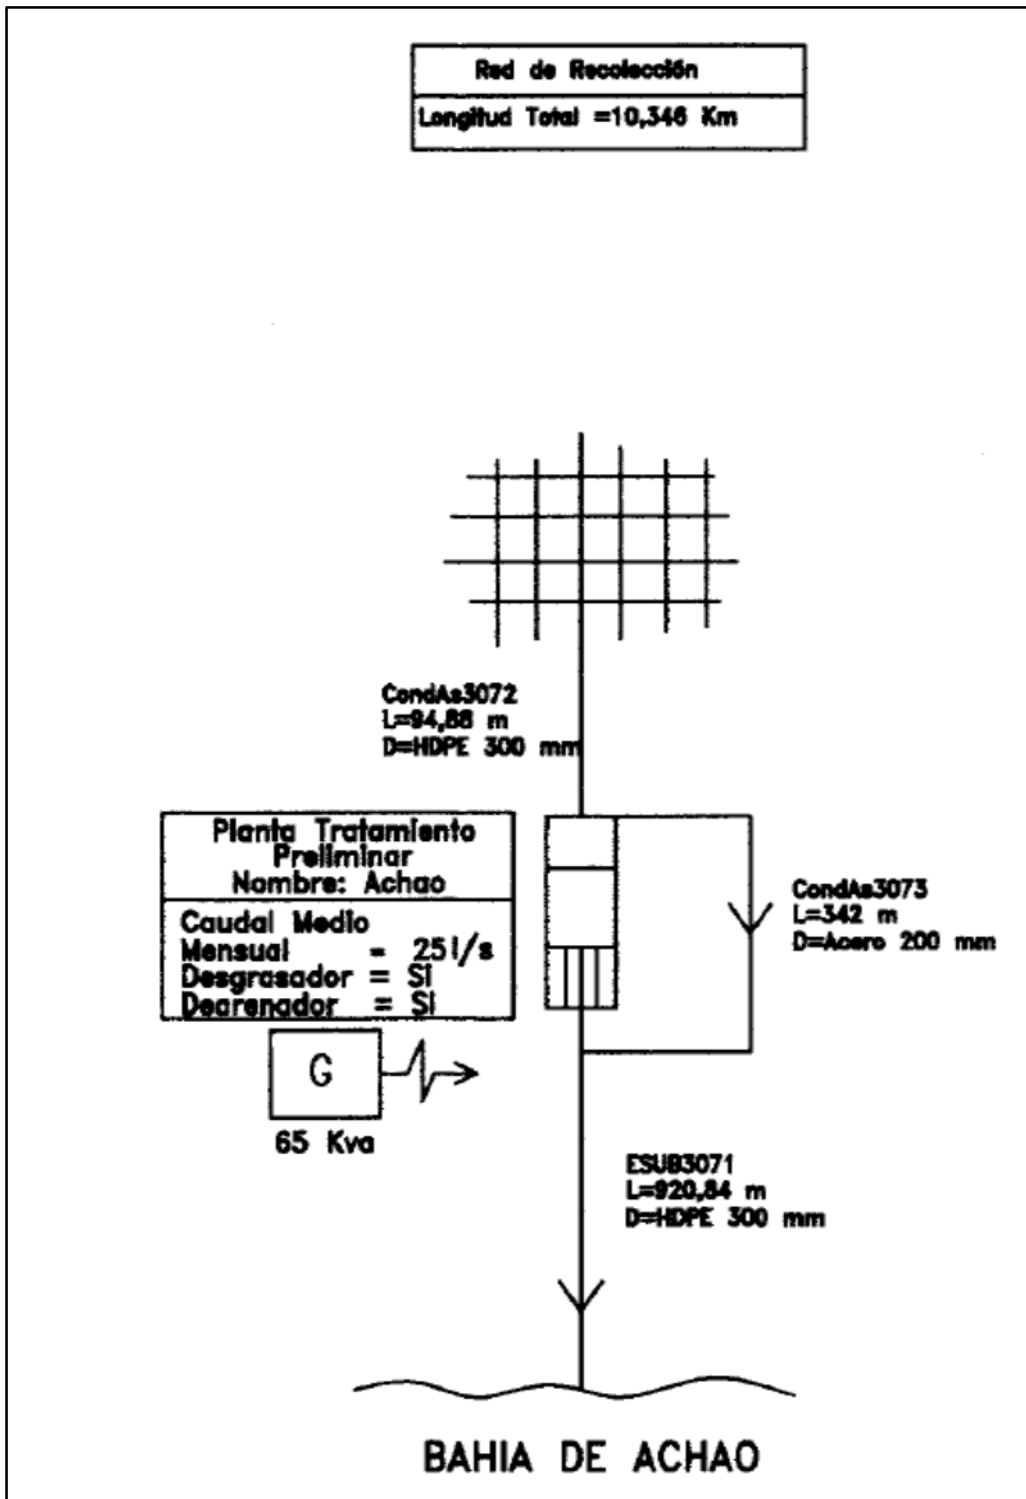 Red de Recolección
Longitud Total =10,346 Km
CondAs3072
L=94,88 m
D=HDPE 300 mm
Planta Tratamiento
Preliminar
Nombre: Achao
Caudal Medio
Mensual = 25l/s
Desgrasador = Si
Dearenador = Si
CondAs3073
L=342 m
D=Acero 200 mm
G
65 Kva
ESUB3071
L=920,84 m
D=HDPE 300 mm
BAHIA DE ACHAO